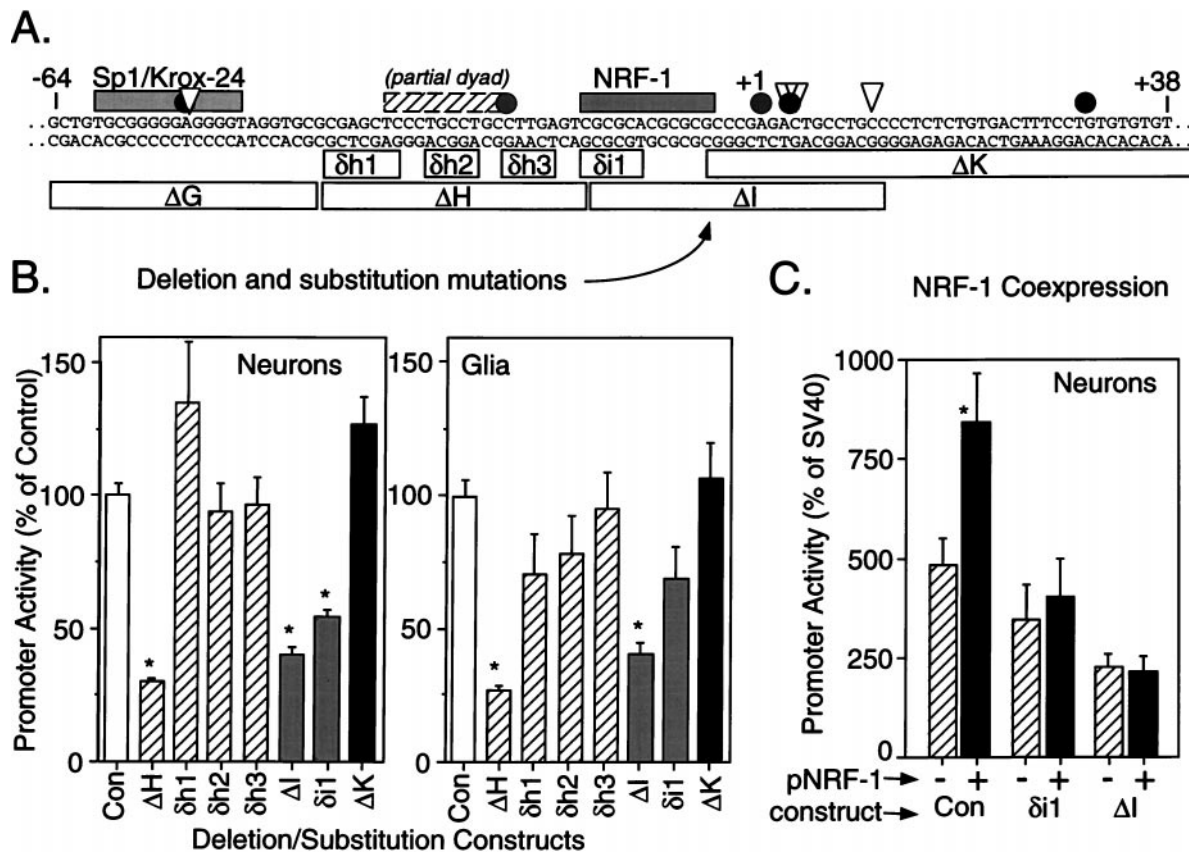 A.
-64 Sp1/Krox-24 (partial dyad) NRF-1 +1 +38
..GCTGTGCGGGGGAGGGGTAGGTGCGCGAGCTCCCTGCCTGCCTTGAGTCGCGCACGCGCGCCCGAGACTGCCTGCCCCTCTCTGTGACTTTCCTGTGTGTGT..
..CGACACGCCCCCTCCCCATCCACGCGCTCGAGGGACGGACGGAACTCAGCGCGTGCGCGCGGGCTCTGACGGACGGGGAGAGACACTGAAAGGACACACACA..
δh1 δh2 δh3 δi1 ΔK
ΔG ΔH ΔI
Deletion and substitution mutations
B.
Promoter Activity (% of Control)
150
100
50
0
Neurons
* * *
Con ΔH δh1 δh2 δh3 ΔI δi1 ΔK
150
100
50
0
Glia
* *
Con ΔH δh1 δh2 δh3 ΔI δi1 ΔK
Deletion/Substitution Constructs
C.
NRF-1 Coexpression
Promoter Activity (% of SV40)
1000
750
500
250
0
Neurons
*
pNRF-1 - + - + - +
construct Con δi1 ΔI